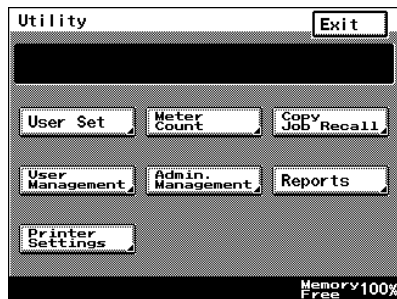 Utility
Exit
User Set
Meter
Count
Copy
Job Recall
User
Management
Admin.
Management
Reports
Printer
Settings
Memory
Free 100%